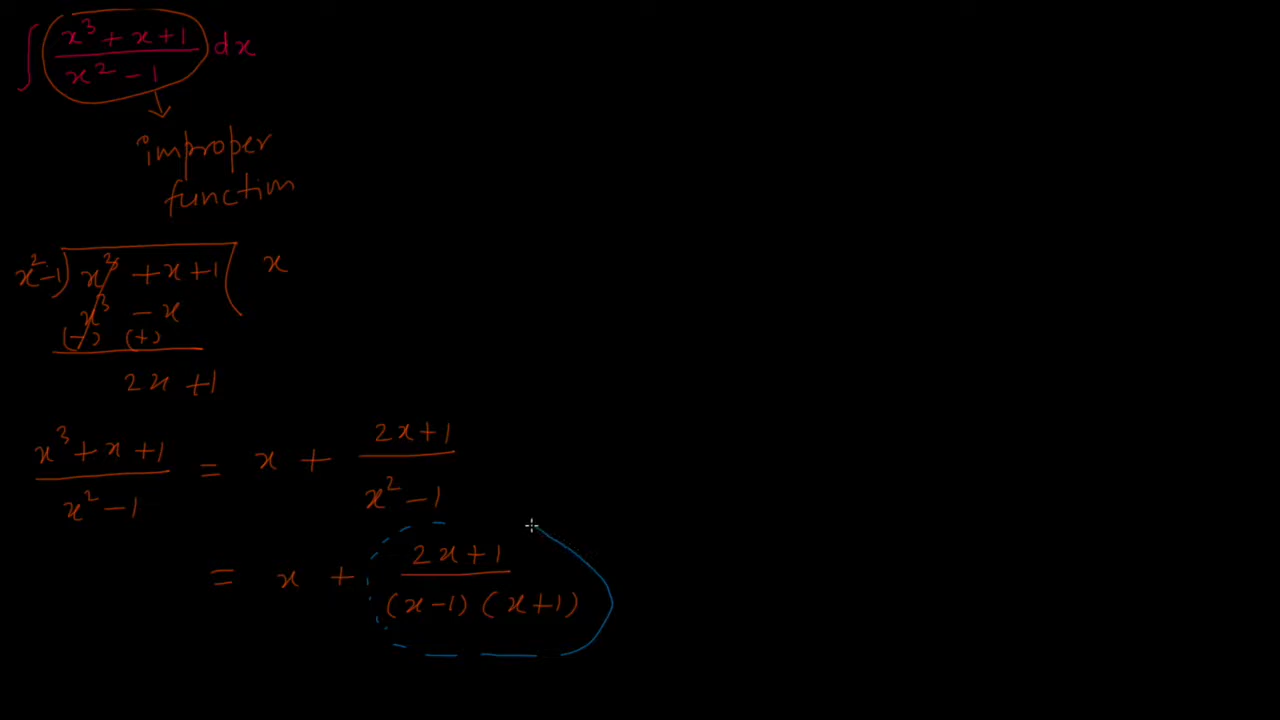 ∫ (x³ + x + 1)/(x² - 1) dx
improper
function
x² - 1 ) x³ + x + 1 ( x
x³ - x
(-) (+)
2x + 1
(x³ + x + 1)/(x² - 1) = x + (2x + 1)/(x² - 1)
= x + (2x + 1)/((x - 1)(x + 1))